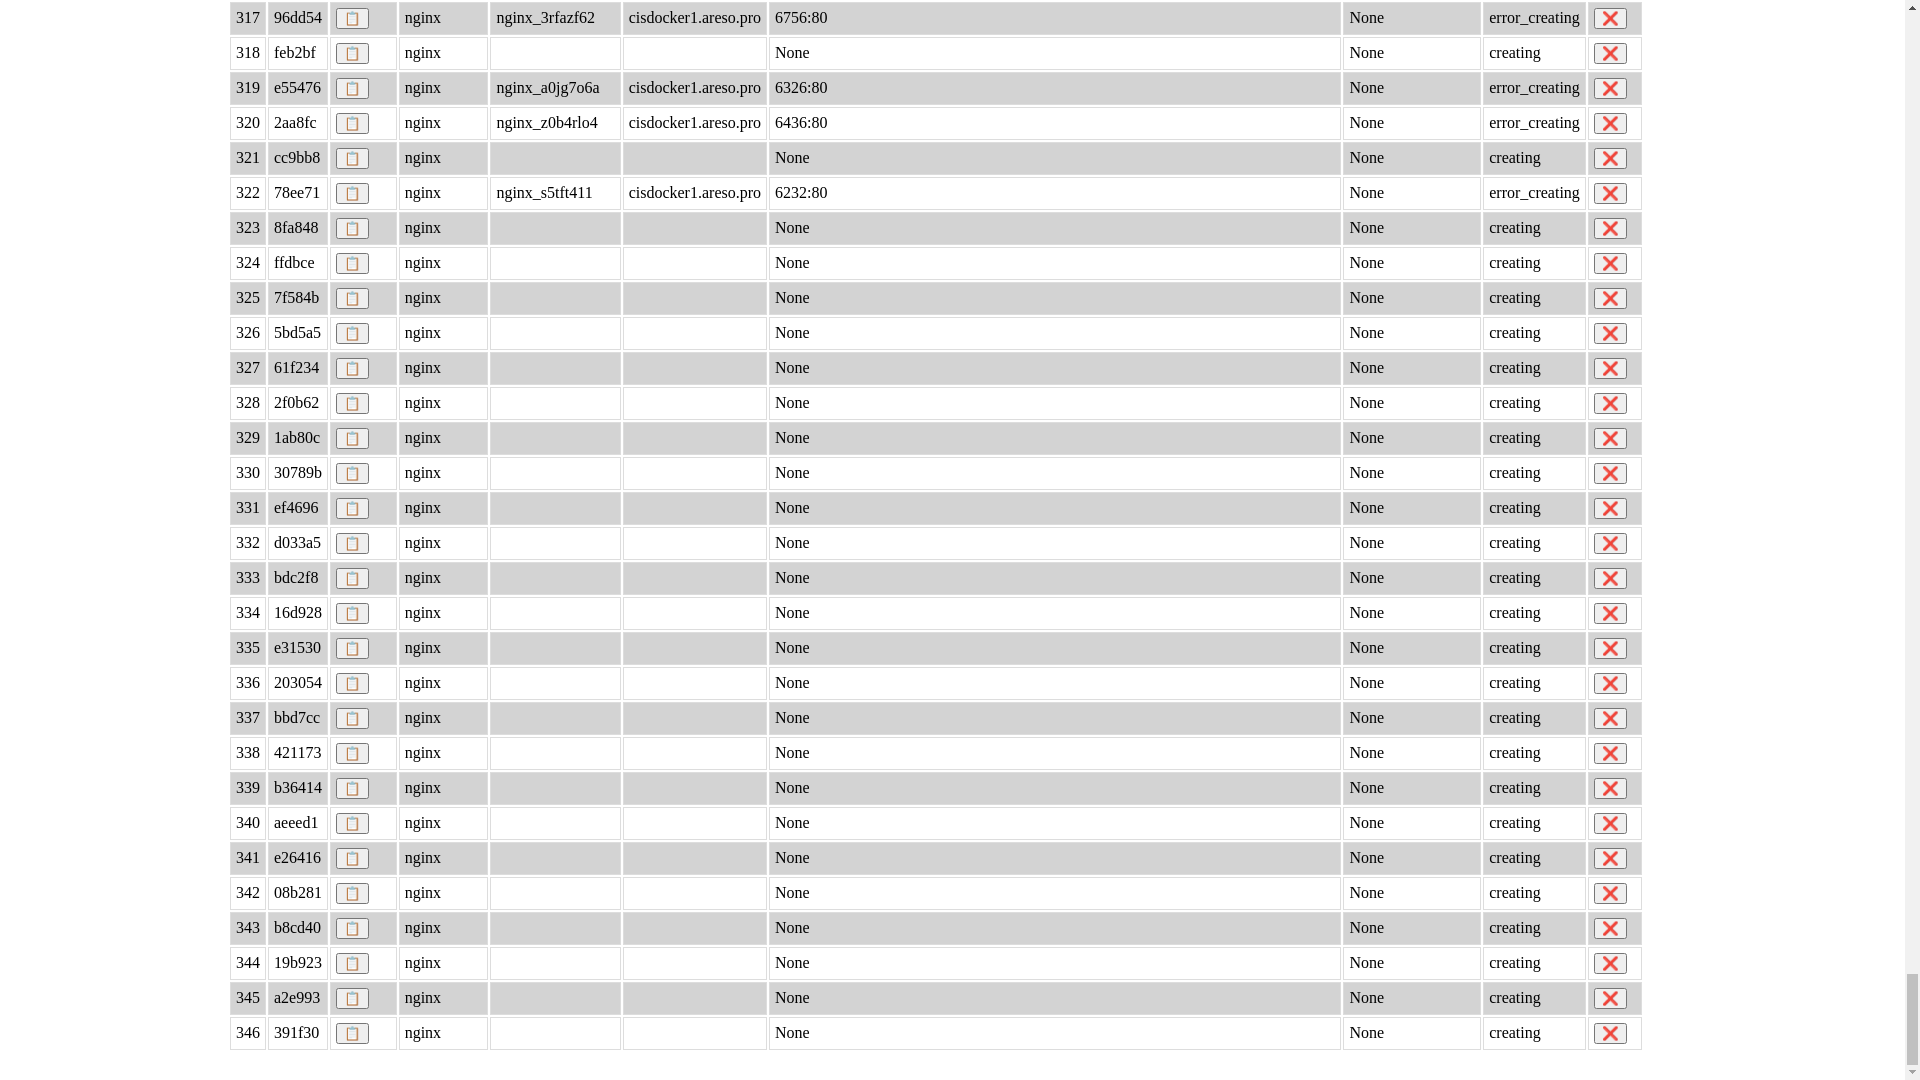 317 96dd54 nginx nginx_3rfazf62 cisdocker1.areso.pro 6756:80 None error_creating
318 feb2bf nginx None None creating
319 e55476 nginx nginx_a0jg7o6a cisdocker1.areso.pro 6326:80 None error_creating
320 2aa8fc nginx nginx_z0b4rlo4 cisdocker1.areso.pro 6436:80 None error_creating
321 cc9bb8 nginx None None creating
322 78ee71 nginx nginx_s5tft411 cisdocker1.areso.pro 6232:80 None error_creating
323 8fa848 nginx None None creating
324 ffdbce nginx None None creating
325 7f584b nginx None None creating
326 5bd5a5 nginx None None creating
327 61f234 nginx None None creating
328 2f0b62 nginx None None creating
329 1ab80c nginx None None creating
330 30789b nginx None None creating
331 ef4696 nginx None None creating
332 d033a5 nginx None None creating
333 bdc2f8 nginx None None creating
334 16d928 nginx None None creating
335 e31530 nginx None None creating
336 203054 nginx None None creating
337 bbd7cc nginx None None creating
338 421173 nginx None None creating
339 b36414 nginx None None creating
340 aeeed1 nginx None None creating
341 e26416 nginx None None creating
342 08b281 nginx None None creating
343 b8cd40 nginx None None creating
344 19b923 nginx None None creating
345 a2e993 nginx None None creating
346 391f30 nginx None None creating